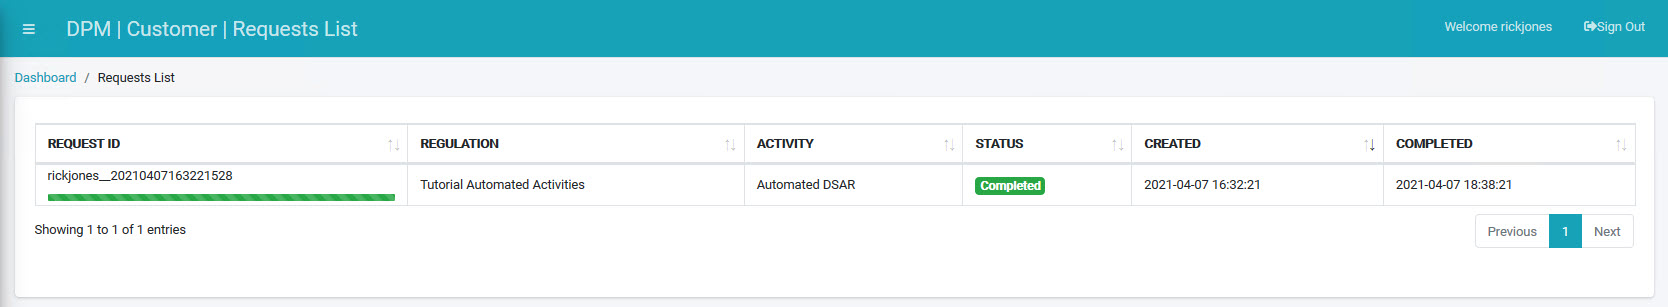 DPM | Customer | Requests List
Welcome rickjones
Sign Out
Dashboard / Requests List
REQUEST ID REGULATION ACTIVITY STATUS CREATED COMPLETED
rickjones__20210407163221528
Tutorial Automated Activities Automated DSAR Completed 2021-04-07 16:32:21 2021-04-07 18:38:21
Showing 1 to 1 of 1 entries
Previous 1 Next